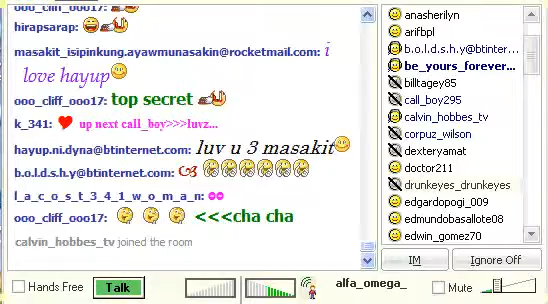 ooo_cliff_ooo17:
hirapsarap:
masakit_isipinkung.ayawmunasakin@rocketmail.com: i
love hayup
ooo_cliff_ooo17: top secret
k_341: up next call_boy>>>luvz...
hayup.ni.dyna@btinternet.com: luv u 3 masakit
b.o.l.d.s.h.y@btinternet.com:
l_a_c_o_s_t_3_4_1_w_o_m_a_n_:
ooo_cliff_ooo17: <<<cha cha
calvin_hobbes_tv joined the room
anasherilyn
arifbpl
b.o.l.d.s.h.y@btinter...
be_yours_forever...
billtagey85
call_boy295
calvin_hobbes_tv
corpuz_wilson
dexteryamat
doctor211
drunkeyes_drunkeyes
edgardopogi_009
edmundobasallote08
edwin_gomez70
IM
Ignore Off
Hands Free
Talk
alfa_omega_
Mute